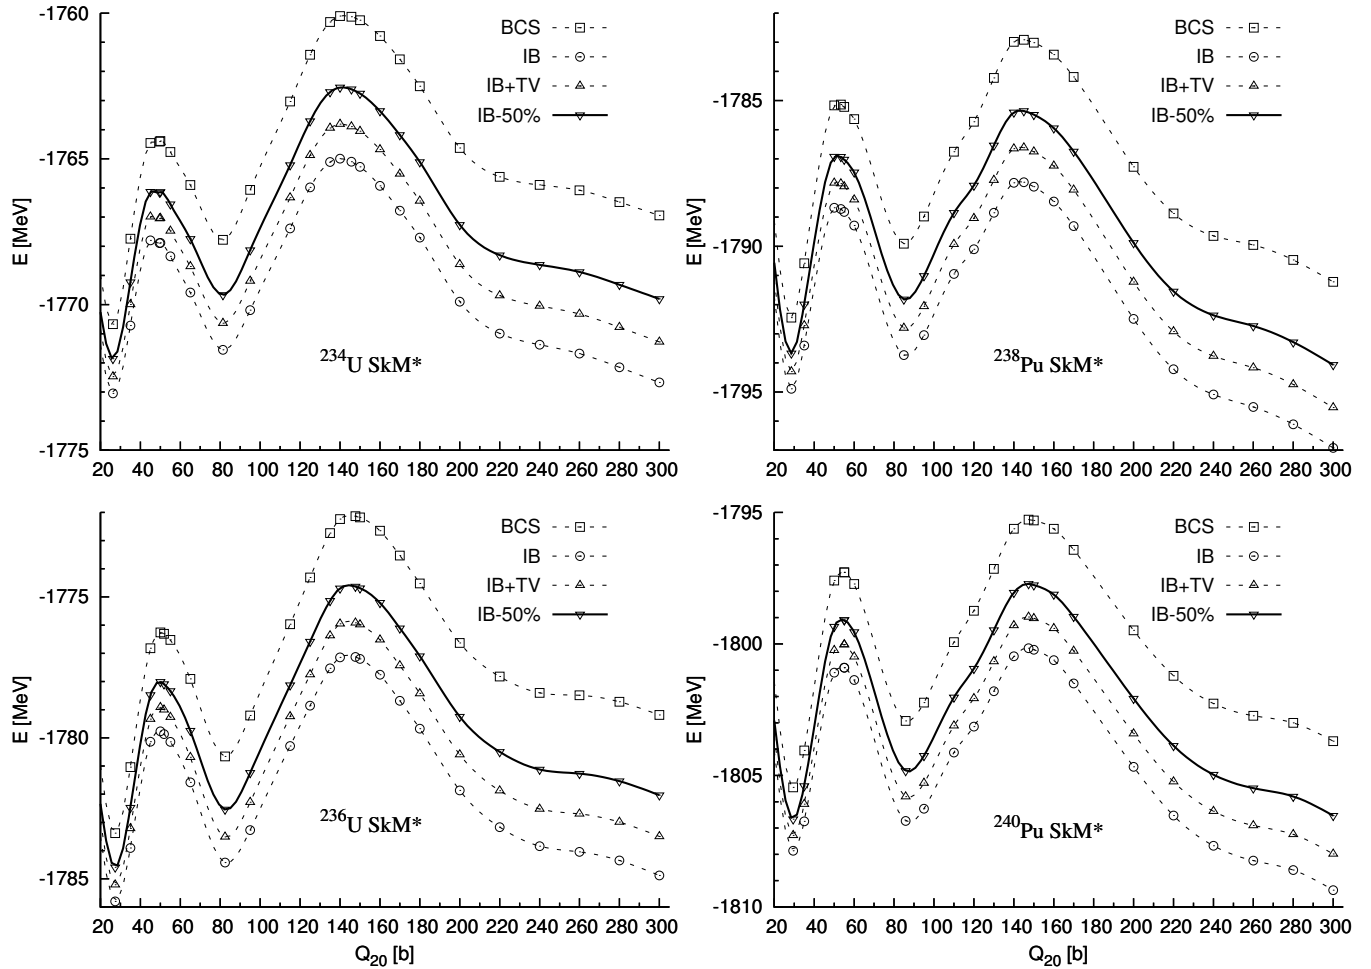 -1760
-1765
-1770
-1775
E [MeV]
BCS
IB
IB+TV
IB-50%
²³⁴U SkM*
20 40 60 80 100 120 140 160 180 200 220 240 260 280 300
-1785
-1790
-1795
E [MeV]
BCS
IB
IB+TV
IB-50%
²³⁸Pu SkM*
20 40 60 80 100 120 140 160 180 200 220 240 260 280 300
-1775
-1780
-1785
E [MeV]
BCS
IB
IB+TV
IB-50%
²³⁶U SkM*
20 40 60 80 100 120 140 160 180 200 220 240 260 280 300
Q₂₀ [b]
-1795
-1800
-1805
-1810
E [MeV]
BCS
IB
IB+TV
IB-50%
²⁴⁰Pu SkM*
20 40 60 80 100 120 140 160 180 200 220 240 260 280 300
Q₂₀ [b]